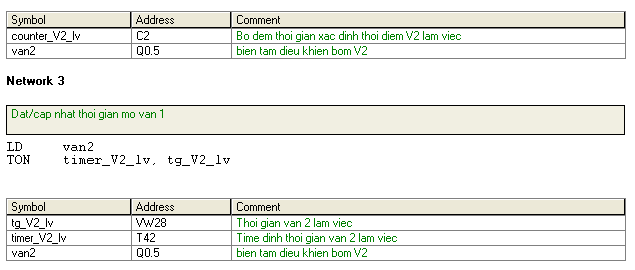 Symbol Address Comment
counter_V2_lv C2 Bo dem thoi gian xac dinh thoi diem V2 lam viec
van2 Q0.5 bien tam dieu khien bom V2
Network 3
Dat/cap nhat thoi gian mo van 1
LD van2
TON timer_V2_lv, tg_V2_lv
Symbol Address Comment
tg_V2_lv VW28 Thoi gian van 2 lam viec
timer_V2_lv T42 Time dinh thoi gian van 2 lam viec
van2 Q0.5 bien tam dieu khien bom V2